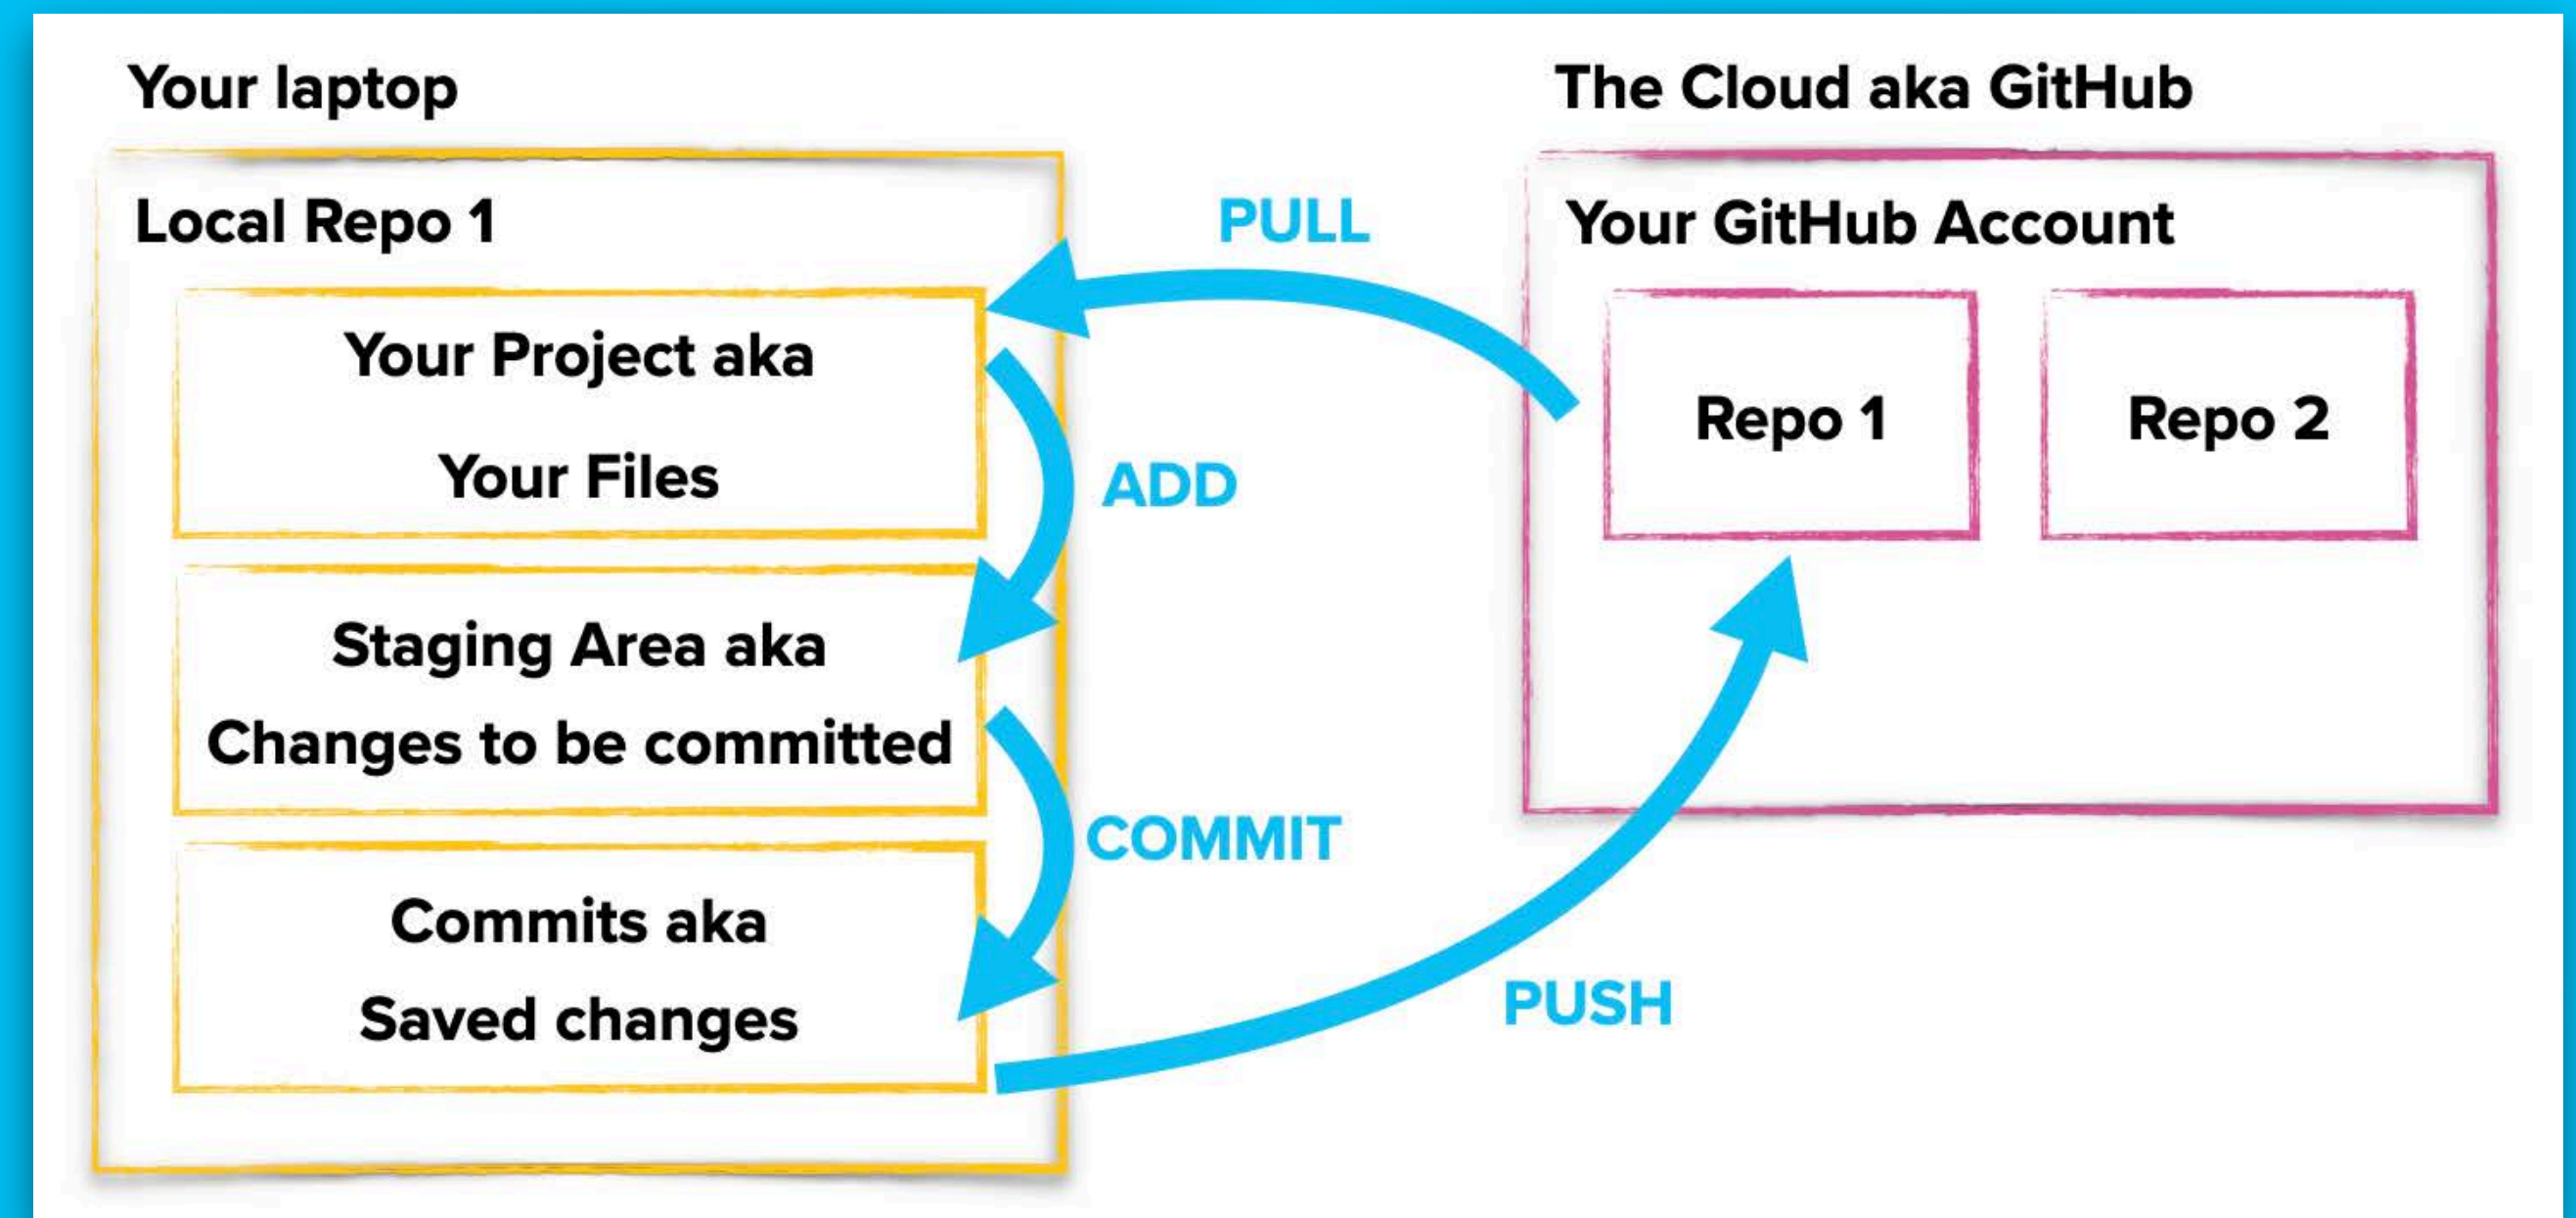 Your laptop
Local Repo 1
Your Project aka
Your Files
Staging Area aka
Changes to be committed
Commits aka
Saved changes
PULL
ADD
COMMIT
PUSH
The Cloud aka GitHub
Your GitHub Account
Repo 1
Repo 2